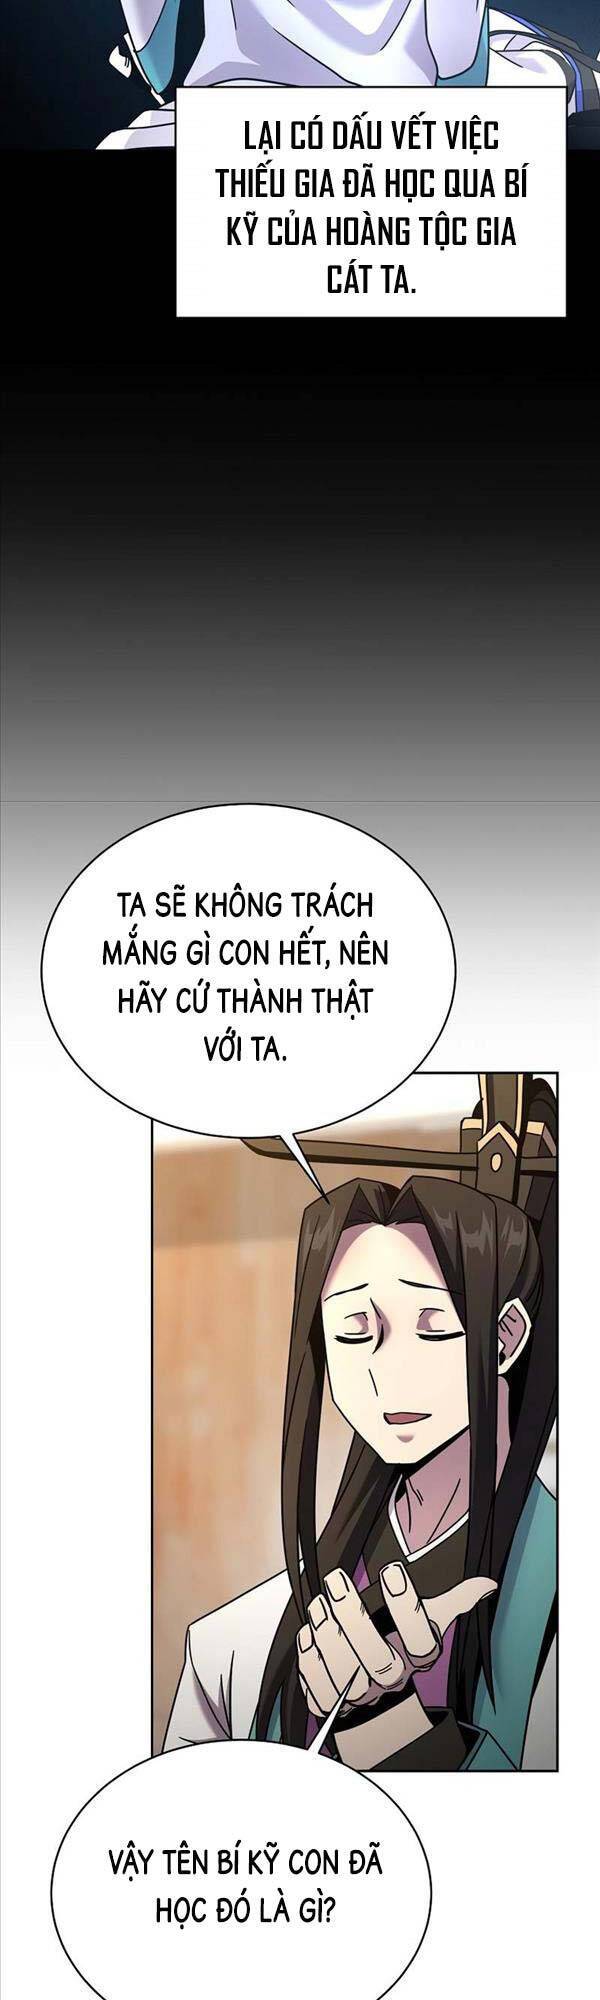 LẠI CÓ DẤU VẾT VIỆC
THIẾU GIA ĐÃ HỌC QUA BÍ
KỸ CỦA HOÀNG TỘC GIA
CÁT TA.
TA SẼ KHÔNG TRÁCH
MẮNG GÌ CON HẾT, NÊN
HÃY CỨ THÀNH THẬT
VỚI TA.
VẬY TÊN BÍ KỸ CON ĐÃ
HỌC ĐÓ LÀ GÌ?